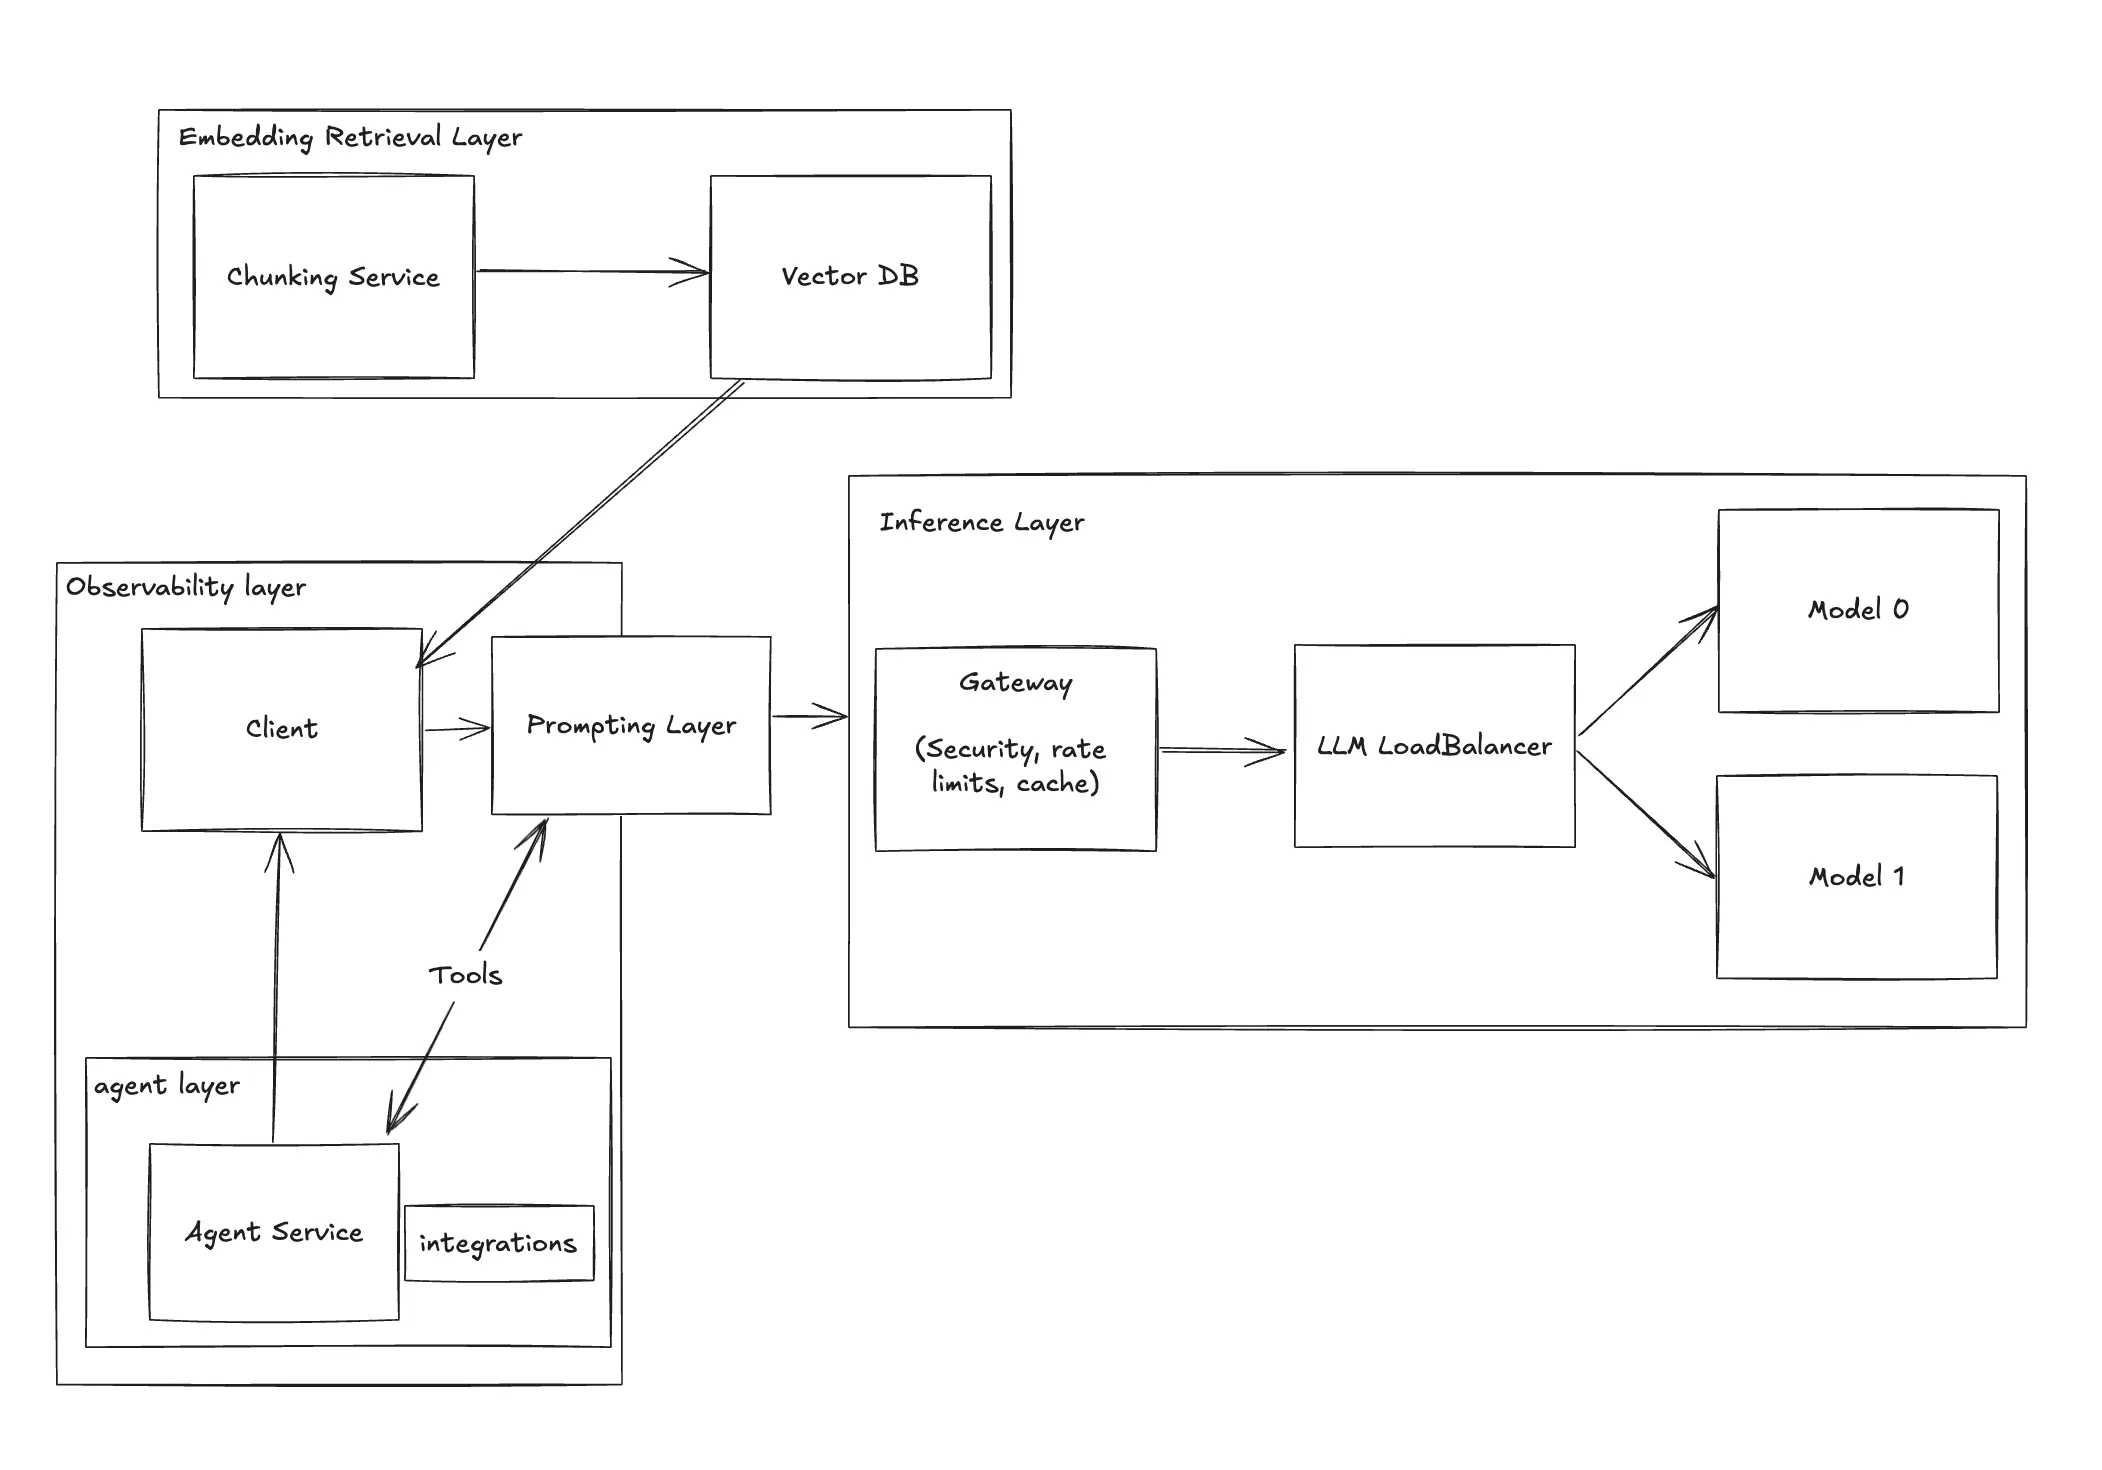 Embedding Retrieval Layer
Chunking Service
Vector DB
Inference Layer
Model 0
Observability layer
Client
Prompting Layer
Gateway
(Security, rate
limits, cache)
LLM LoadBalancer
Model 1
Tools
agent layer
Agent Service
integrations